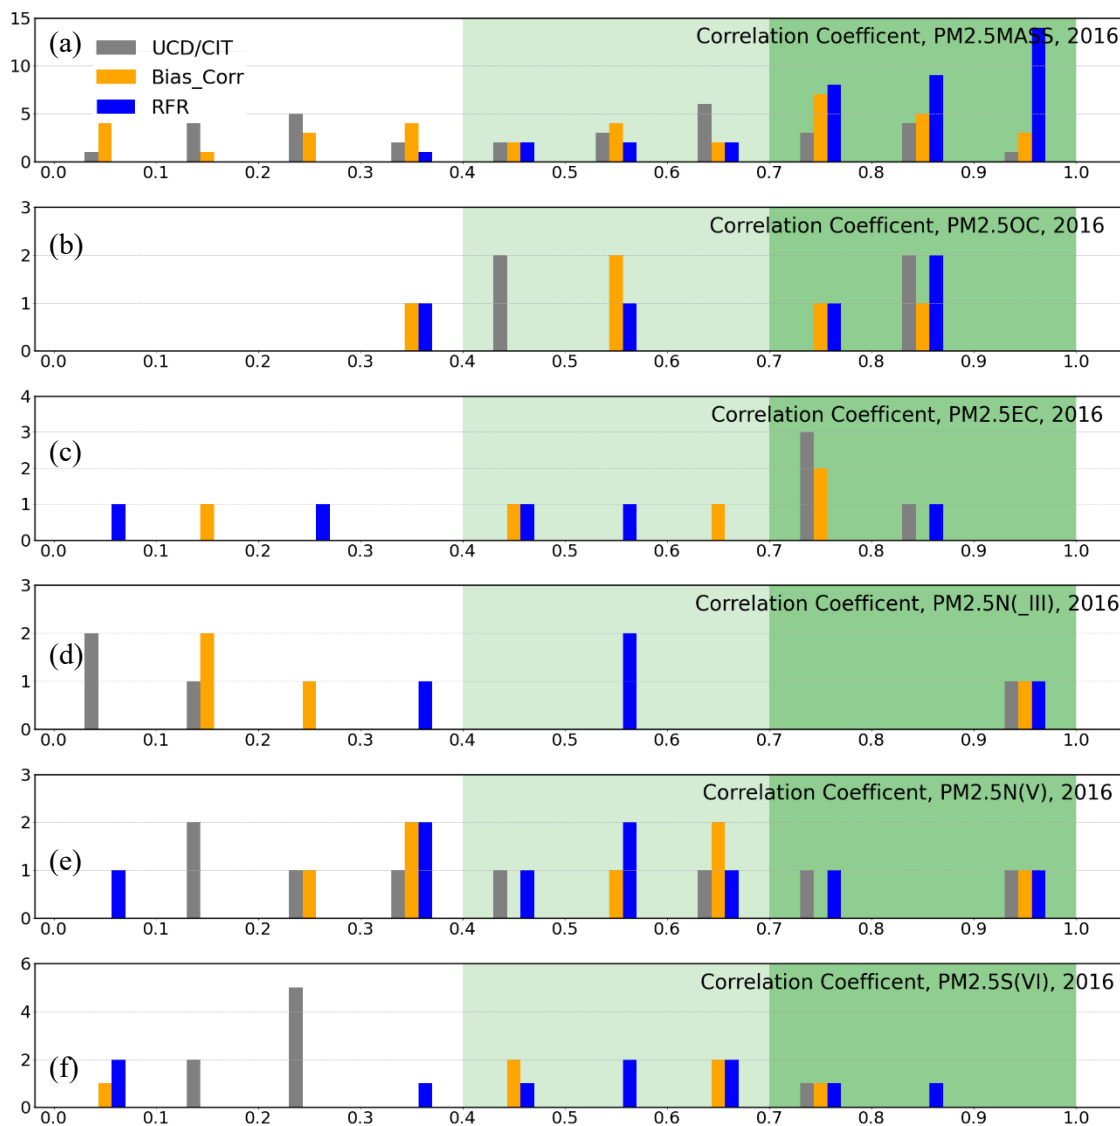 15
(a)
UCD/CIT
Correlation Coefficent, PM2.5MASS, 2016
10
Bias_Corr
RFR
5
0
0.0 0.1 0.2 0.3 0.4 0.5 0.6 0.7 0.8 0.9 1.0
3
Correlation Coefficent, PM2.5OC, 2016
(b)
2
1
0
0.0 0.1 0.2 0.3 0.4 0.5 0.6 0.7 0.8 0.9 1.0
4
Correlation Coefficent, PM2.5EC, 2016
3
(c)
2
1
0
0.0 0.1 0.2 0.3 0.4 0.5 0.6 0.7 0.8 0.9 1.0
3
Correlation Coefficent, PM2.5N(_III), 2016
2
(d)
1
0
0.0 0.1 0.2 0.3 0.4 0.5 0.6 0.7 0.8 0.9 1.0
3
Correlation Coefficent, PM2.5N(V), 2016
2
(e)
1
0
0.0 0.1 0.2 0.3 0.4 0.5 0.6 0.7 0.8 0.9 1.0
6
Correlation Coefficent, PM2.5S(VI), 2016
4
2
(f)
0
0.0 0.1 0.2 0.3 0.4 0.5 0.6 0.7 0.8 0.9 1.0